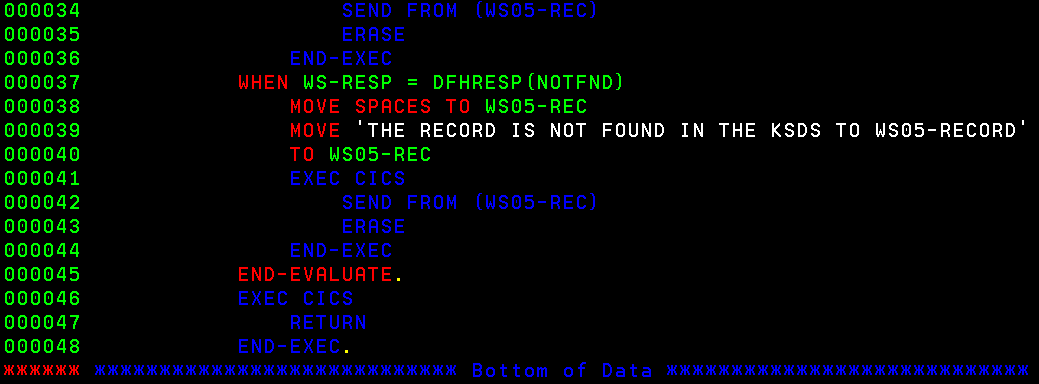 000034                    SEND FROM (WS05-REC)
000035                    ERASE
000036                END-EXEC
000037            WHEN WS-RESP = DFHRESP(NOTFND)
000038                MOVE SPACES TO WS05-REC
000039                MOVE 'THE RECORD IS NOT FOUND IN THE KSDS TO WS05-RECORD'
000040                TO WS05-REC
000041                EXEC CICS
000042                    SEND FROM (WS05-REC)
000043                    ERASE
000044                END-EXEC
000045            END-EVALUATE.
000046            EXEC CICS
000047                RETURN
000048            END-EXEC.
****** **************************** Bottom of Data ****************************